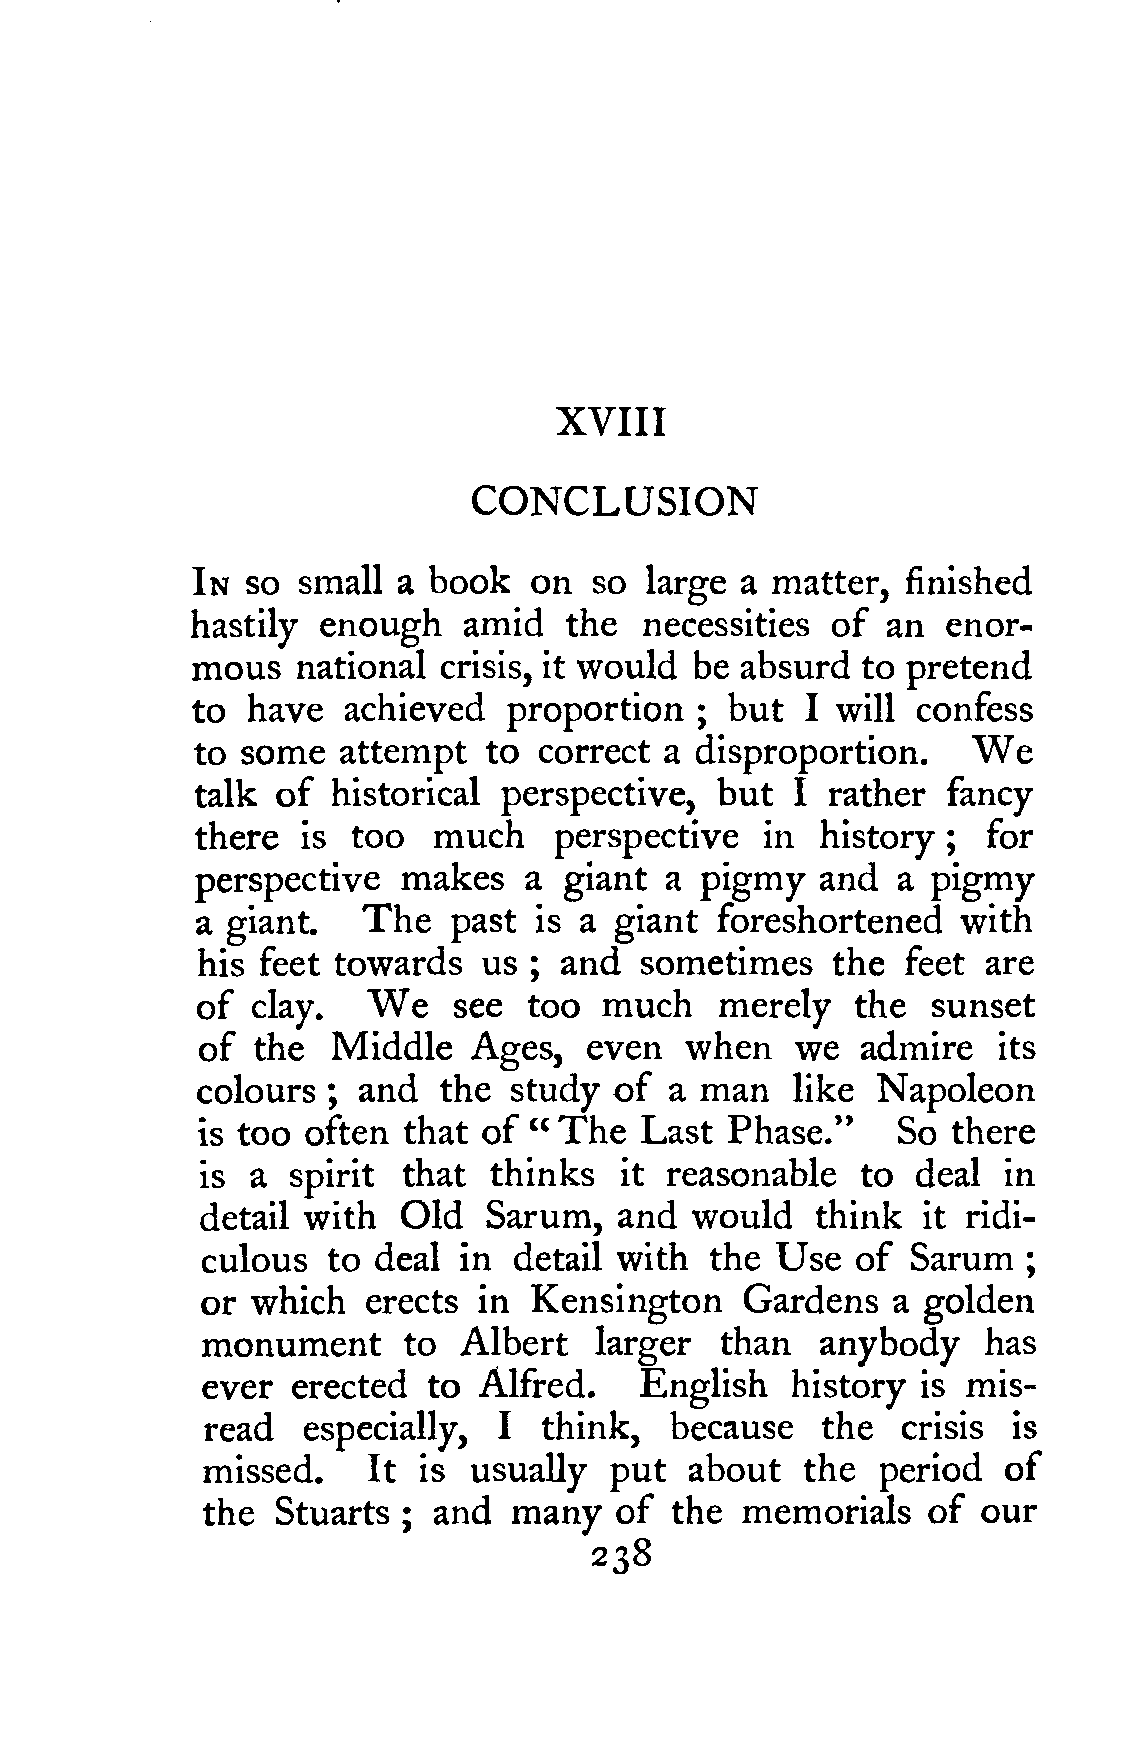 XVIII
CONCLUSION
In so small a book on so large a matter, finished
hastily enough amid the necessities of an enor-
mous national crisis, it would be absurd to pretend
to have achieved proportion ; but I will confess
to some attempt to correct a disproportion. We
talk of historical perspective, but I rather fancy
there is too much perspective in history ; for
perspective makes a giant a pigmy and a pigmy
a giant. The past is a giant foreshortened with
his feet towards us ; and sometimes the feet are
of clay. We see too much merely the sunset
of the Middle Ages, even when we admire its
colours ; and the study of a man like Napoleon
is too often that of “ The Last Phase.” So there
is a spirit that thinks it reasonable to deal in
detail with Old Sarum, and would think it ridi-
culous to deal in detail with the Use of Sarum ;
or which erects in Kensington Gardens a golden
monument to Albert larger than anybody has
ever erected to Alfred. English history is mis-
read especially, I think, because the crisis is
missed. It is usually put about the period of
the Stuarts ; and many of the memorials of our
238